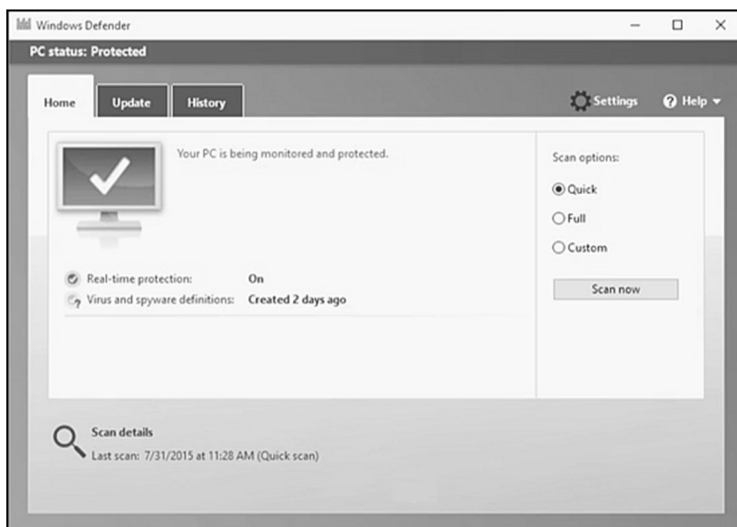 Windows Defender
PC status: Protected
Home Update History Settings Help
Your PC is being monitored and protected.
Scan options:
Quick
Full
Custom
Scan now
Real-time protection: On
Virus and spyware definitions: Created 2 days ago
Scan details
Last scan: 7/31/2015 at 11:28 AM (Quick scan)